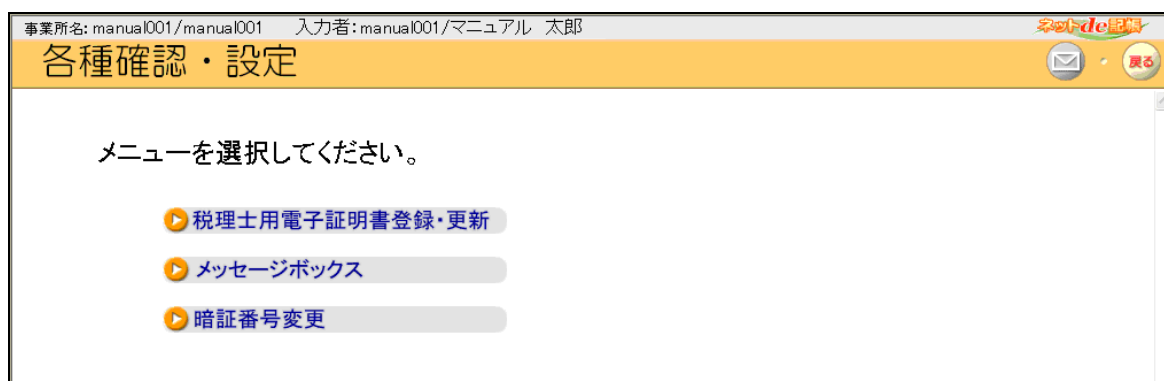 事業所名: manual001/manual001 入力者: manual001/マニュアル 太郎
ネットde記帳
各種確認・設定
戻る
メニューを選択してください。
税理士用電子証明書登録・更新
メッセージボックス
暗証番号変更